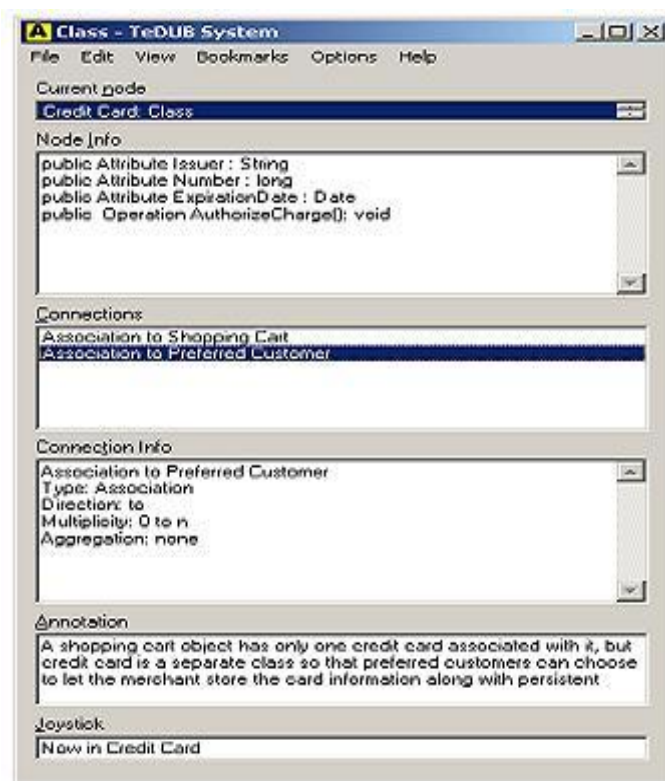 A Class - TeDUB System
File Edit View Bookmarks Options Help
Current node
Credit Card: Class
Node Info
public Attribute Issuer : String
public Attribute Number : long
public Attribute ExpirationDate : Date
public Operation AuthorizeCharge(): void
Connections
Association to Shopping Cart
Association to Preferred Customer
Connection Info
Association to Preferred Customer
Type: Association
Direction: to
Multiplicity: 0 to n
Aggregation: none
Annotation
A shopping cart object has only one credit card associated with it, but
credit card is a separate class so that preferred customers can choose
to let the merchant store the card information along with persistent
Joystick
Now in Credit Card